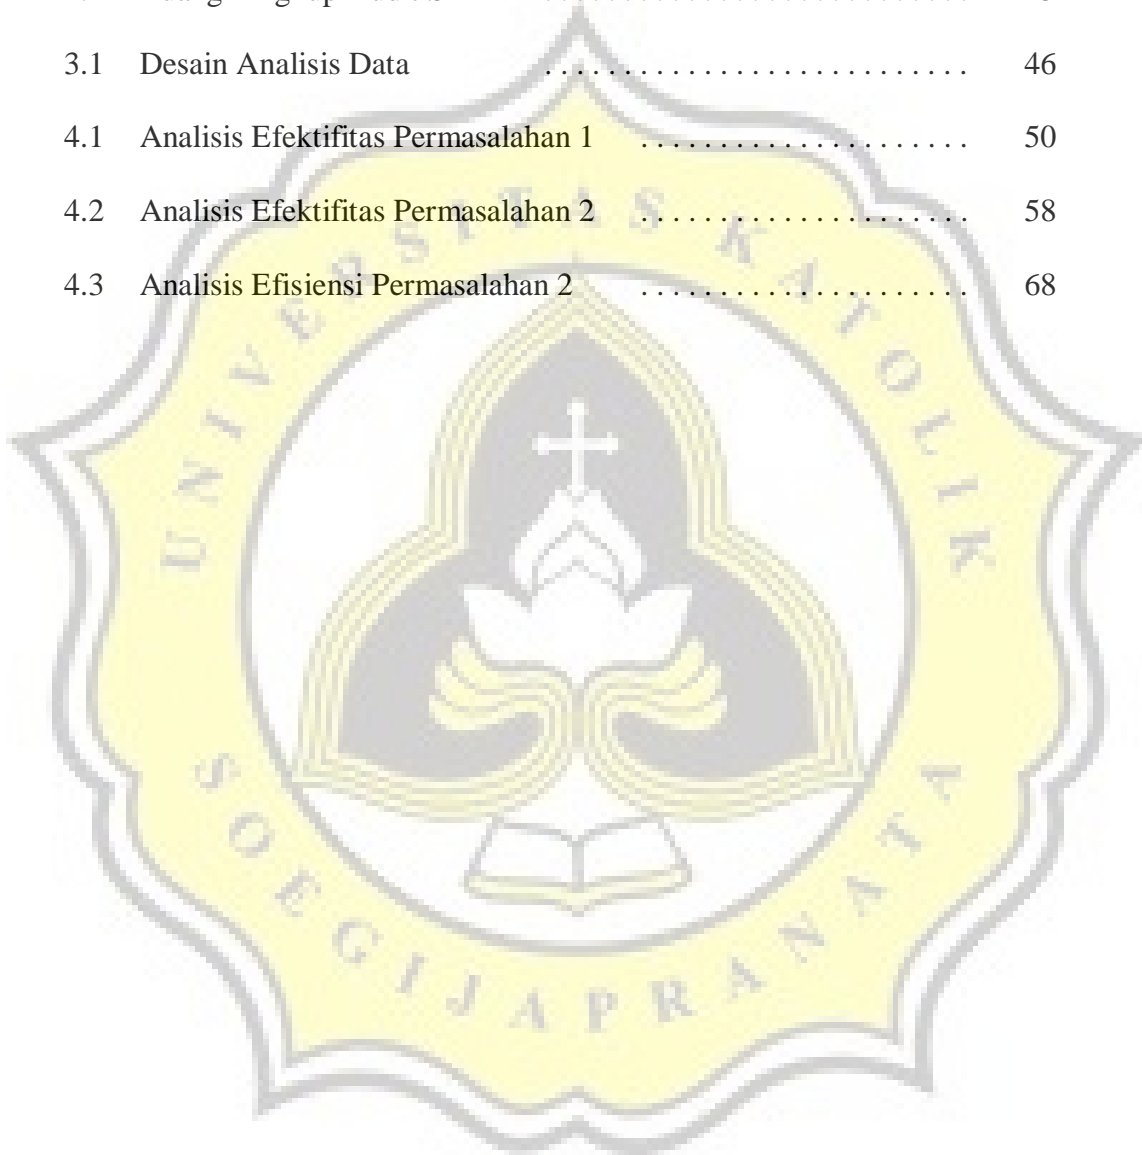 3.1 Desain Analisis Data . . . . . . . . . . . . . . . . . . . . . . . . . . . 46
4.1 Analisis Efektifitas Permasalahan 1 . . . . . . . . . . . . . . . . . . . . . 50
4.2 Analisis Efektifitas Permasalahan 2 . . . . . . . . . . . . . . . . . . . . . 58
4.3 Analisis Efisiensi Permasalahan 2 . . . . . . . . . . . . . . . . . . . . . 68
UNIVERSITAS KATOLIK
SOEGIJAPRANATA